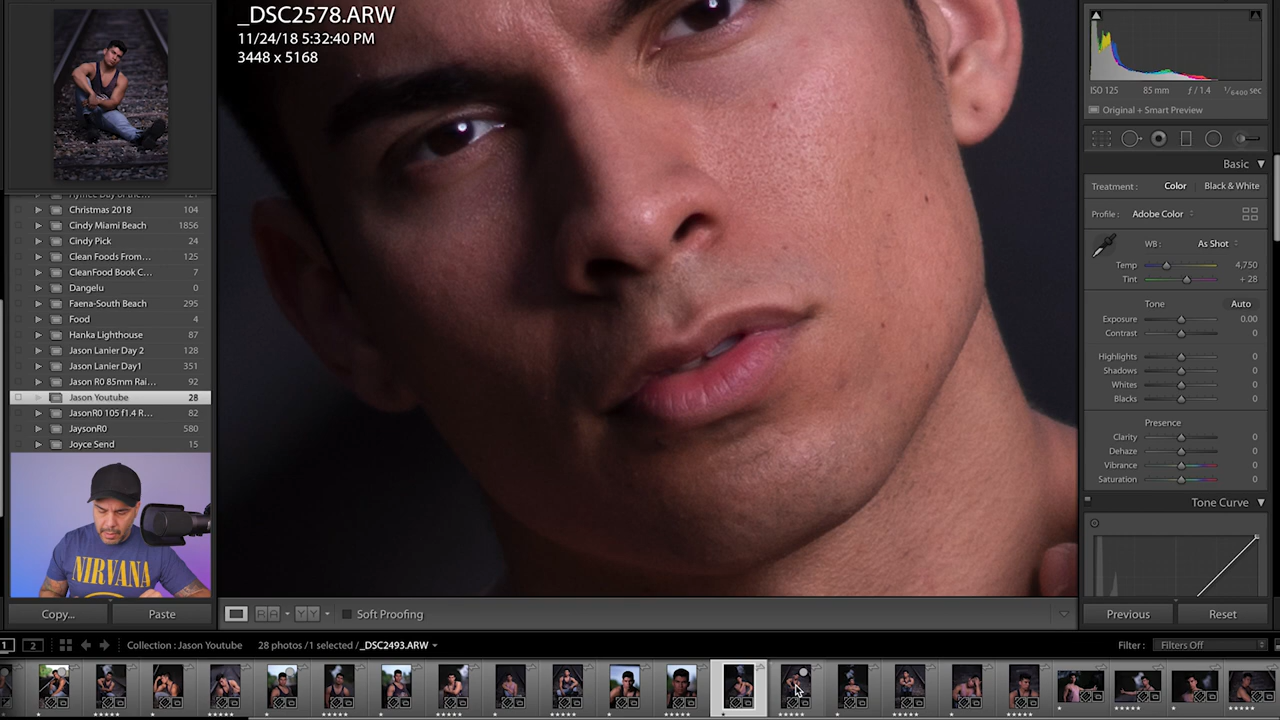 _DSC2578.ARW
11/24/18 5:32:40 PM
3448 x 5168
Christmas 2018 104
Cindy Miami Beach 1856
Cindy Pick 24
Clean Foods From... 125
CleanFood Book C... 7
Dangelu 0
Faena-South Beach 295
Food 4
Hanka Lighthouse 87
Jason Lanier Day 2 128
Jason Lanier Day1 351
Jason R0 85mm Rai... 92
Jason Youtube 28
JasonR0 105 f1.4 R... 82
JaysonR0 580
Joyce Send 15
NIRVANA
Copy... Paste
Soft Proofing
ISO 125 85 mm ƒ / 1.4 1/6400 sec
Original + Smart Preview
Basic
Treatment : Color Black & White
Profile : Adobe Color
WB : As Shot
Temp 4,750
Tint + 28
Tone Auto
Exposure 0.00
Contrast 0
Highlights 0
Shadows 0
Whites 0
Blacks 0
Presence
Clarity 0
Dehaze 0
Vibrance 0
Saturation 0
Tone Curve
Previous Reset
1 2 Collection : Jason Youtube 28 photos /1 selected /_DSC2493.ARW Filter : Filters Off